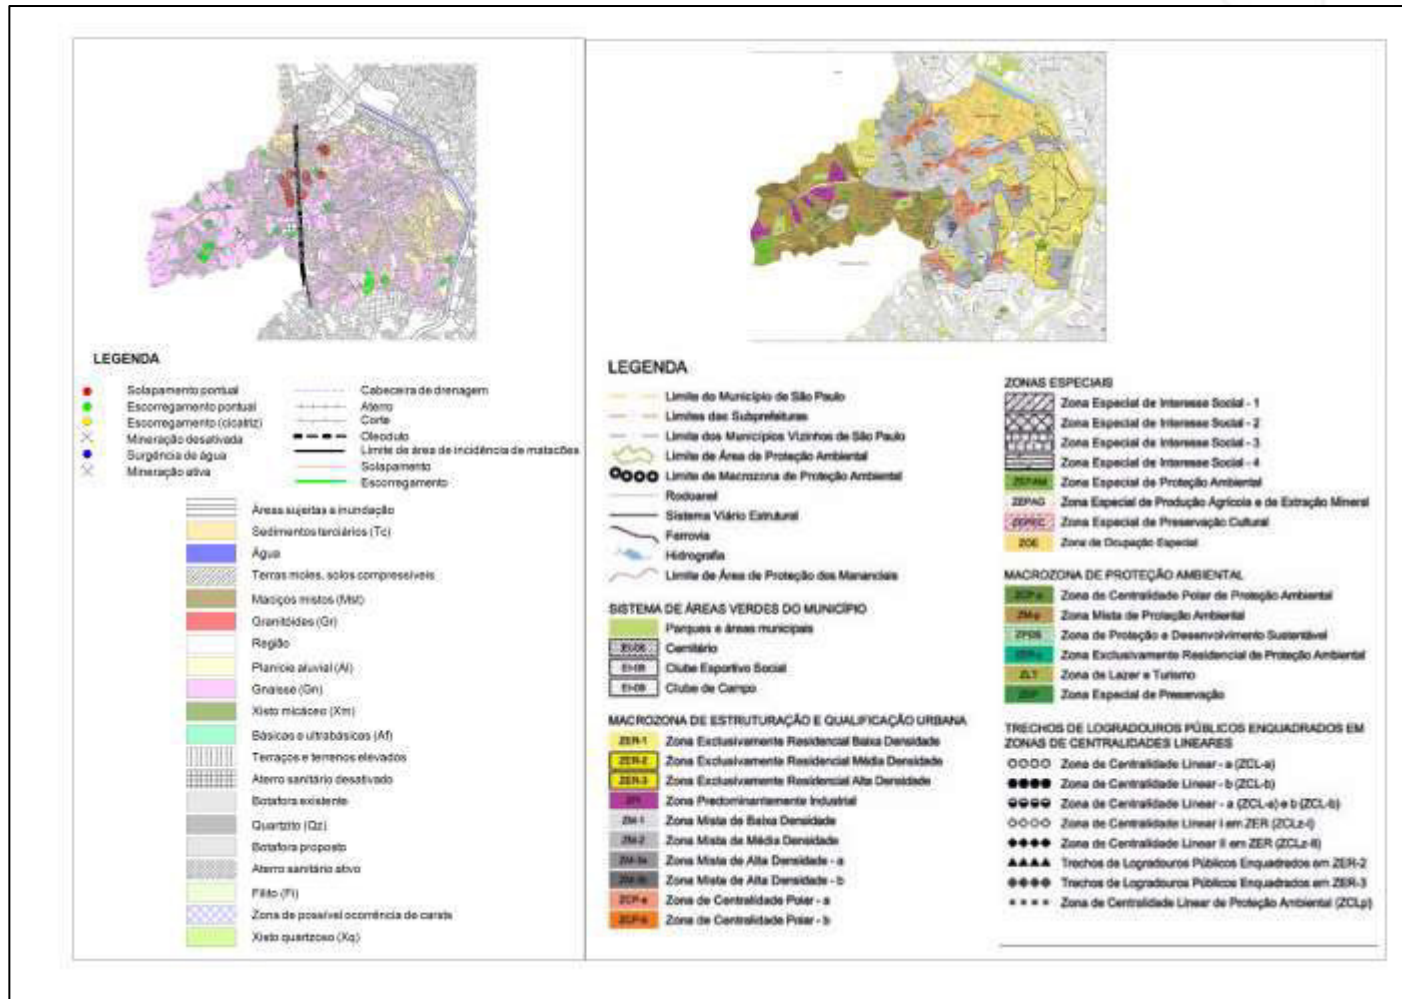 LEGENDA
Solapamento pontual
Escorregamento pontual
Escorregamento (cicatriz)
Mineração desativada
Surgência de água
Mineração ativa
Cabeceira de drenagem
Aterro
Corte
Oleoduto
Limite de área de incidência de matacões
Solapamento
Escorregamento
Áreas sujeitas a inundação
Sedimentos terciários (Tc)
Água
Terras moles, solos compressíveis
Maciços mistos (Mst)
Granitóides (Gr)
Região
Planície aluvial (Al)
Gnaisse (Gn)
Xisto micáceo (Xm)
Básicas e ultrabásicas (Af)
Terraços e terrenos elevados
Aterro sanitário desativado
Botafora existente
Quartzito (Qz)
Botafora proposto
Aterro sanitário ativo
Filito (Fi)
Zona de possível ocorrência de carste
Xisto quartzoso (Xq)
LEGENDA
Limite do Município de São Paulo
Limites das Subprefeituras
Limite dos Municípios Vizinhos de São Paulo
Limite de Área de Proteção Ambiental
Limite de Macrozona de Proteção Ambiental
Rodoanel
Sistema Viário Estrutural
Ferrovia
Hidrografia
Limite de Área de Proteção dos Mananciais
SISTEMA DE ÁREAS VERDES DO MUNICÍPIO
Parques e áreas municipais
Cemitério
EI-08 Clube Esportivo Social
EI-09 Clube de Campo
MACROZONA DE ESTRUTURAÇÃO E QUALIFICAÇÃO URBANA
ZER-1 Zona Exclusivamente Residencial Baixa Densidade
ZER-2 Zona Exclusivamente Residencial Média Densidade
ZER-3 Zona Exclusivamente Residencial Alta Densidade
ZPI Zona Predominantemente Industrial
ZM-1 Zona Mista de Baixa Densidade
ZM-2 Zona Mista de Média Densidade
ZM-3a Zona Mista de Alta Densidade - a
ZM-3b Zona Mista de Alta Densidade - b
ZCP-a Zona de Centralidade Polar - a
ZCP-b Zona de Centralidade Polar - b
ZONAS ESPECIAIS
Zona Especial de Interesse Social - 1
Zona Especial de Interesse Social - 2
Zona Especial de Interesse Social - 3
Zona Especial de Interesse Social - 4
ZEPAM Zona Especial de Proteção Ambiental
ZEPAG Zona Especial de Produção Agrícola e de Extração Mineral
ZEPEC Zona Especial de Preservação Cultural
ZOE Zona de Ocupação Especial
MACROZONA DE PROTEÇÃO AMBIENTAL
ZCP-p Zona de Centralidade Polar de Proteção Ambiental
ZM-p Zona Mista de Proteção Ambiental
ZPDS Zona de Proteção e Desenvolvimento Sustentável
ZER-p Zona Exclusivamente Residencial de Proteção Ambiental
ZLT Zona de Lazer e Turismo
ZEP Zona Especial de Preservação
TRECHOS DE LOGRADOUROS PÚBLICOS ENQUADRADOS EM
ZONAS DE CENTRALIDADES LINEARES
Zona de Centralidade Linear - a (ZCL-a)
Zona de Centralidade Linear - b (ZCL-b)
Zona de Centralidade Linear - a (ZCL-a) e b (ZCL-b)
Zona de Centralidade Linear I em ZER (ZCLz-I)
Zona de Centralidade Linear II em ZER (ZCLz-II)
Trechos de Logradouros Públicos Enquadrados em ZER-2
Trechos de Logradouros Públicos Enquadrados em ZER-3
Zona de Centralidade Linear de Proteção Ambiental (ZCLp)